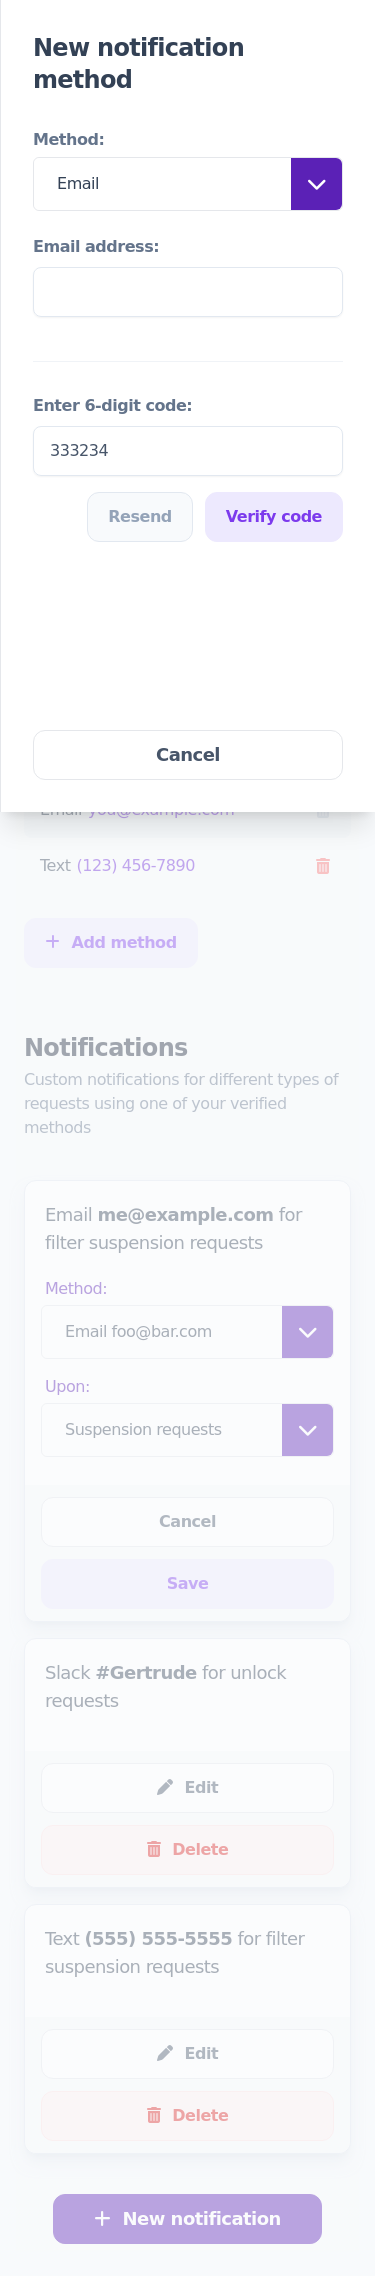 New notification
method
Method:
Email
Email address:
Enter 6-digit code:
333234
Resend
Verify code
Cancel
Email you@example.com
Text (123) 456-7890
Add method
Notifications
Custom notifications for different types of
requests using one of your verified
methods
Email me@example.com for
filter suspension requests
Method:
Email foo@bar.com
Upon:
Suspension requests
Cancel
Save
Slack #Gertrude for unlock
requests
Edit
Delete
Text (555) 555-5555 for filter
suspension requests
Edit
Delete
New notification